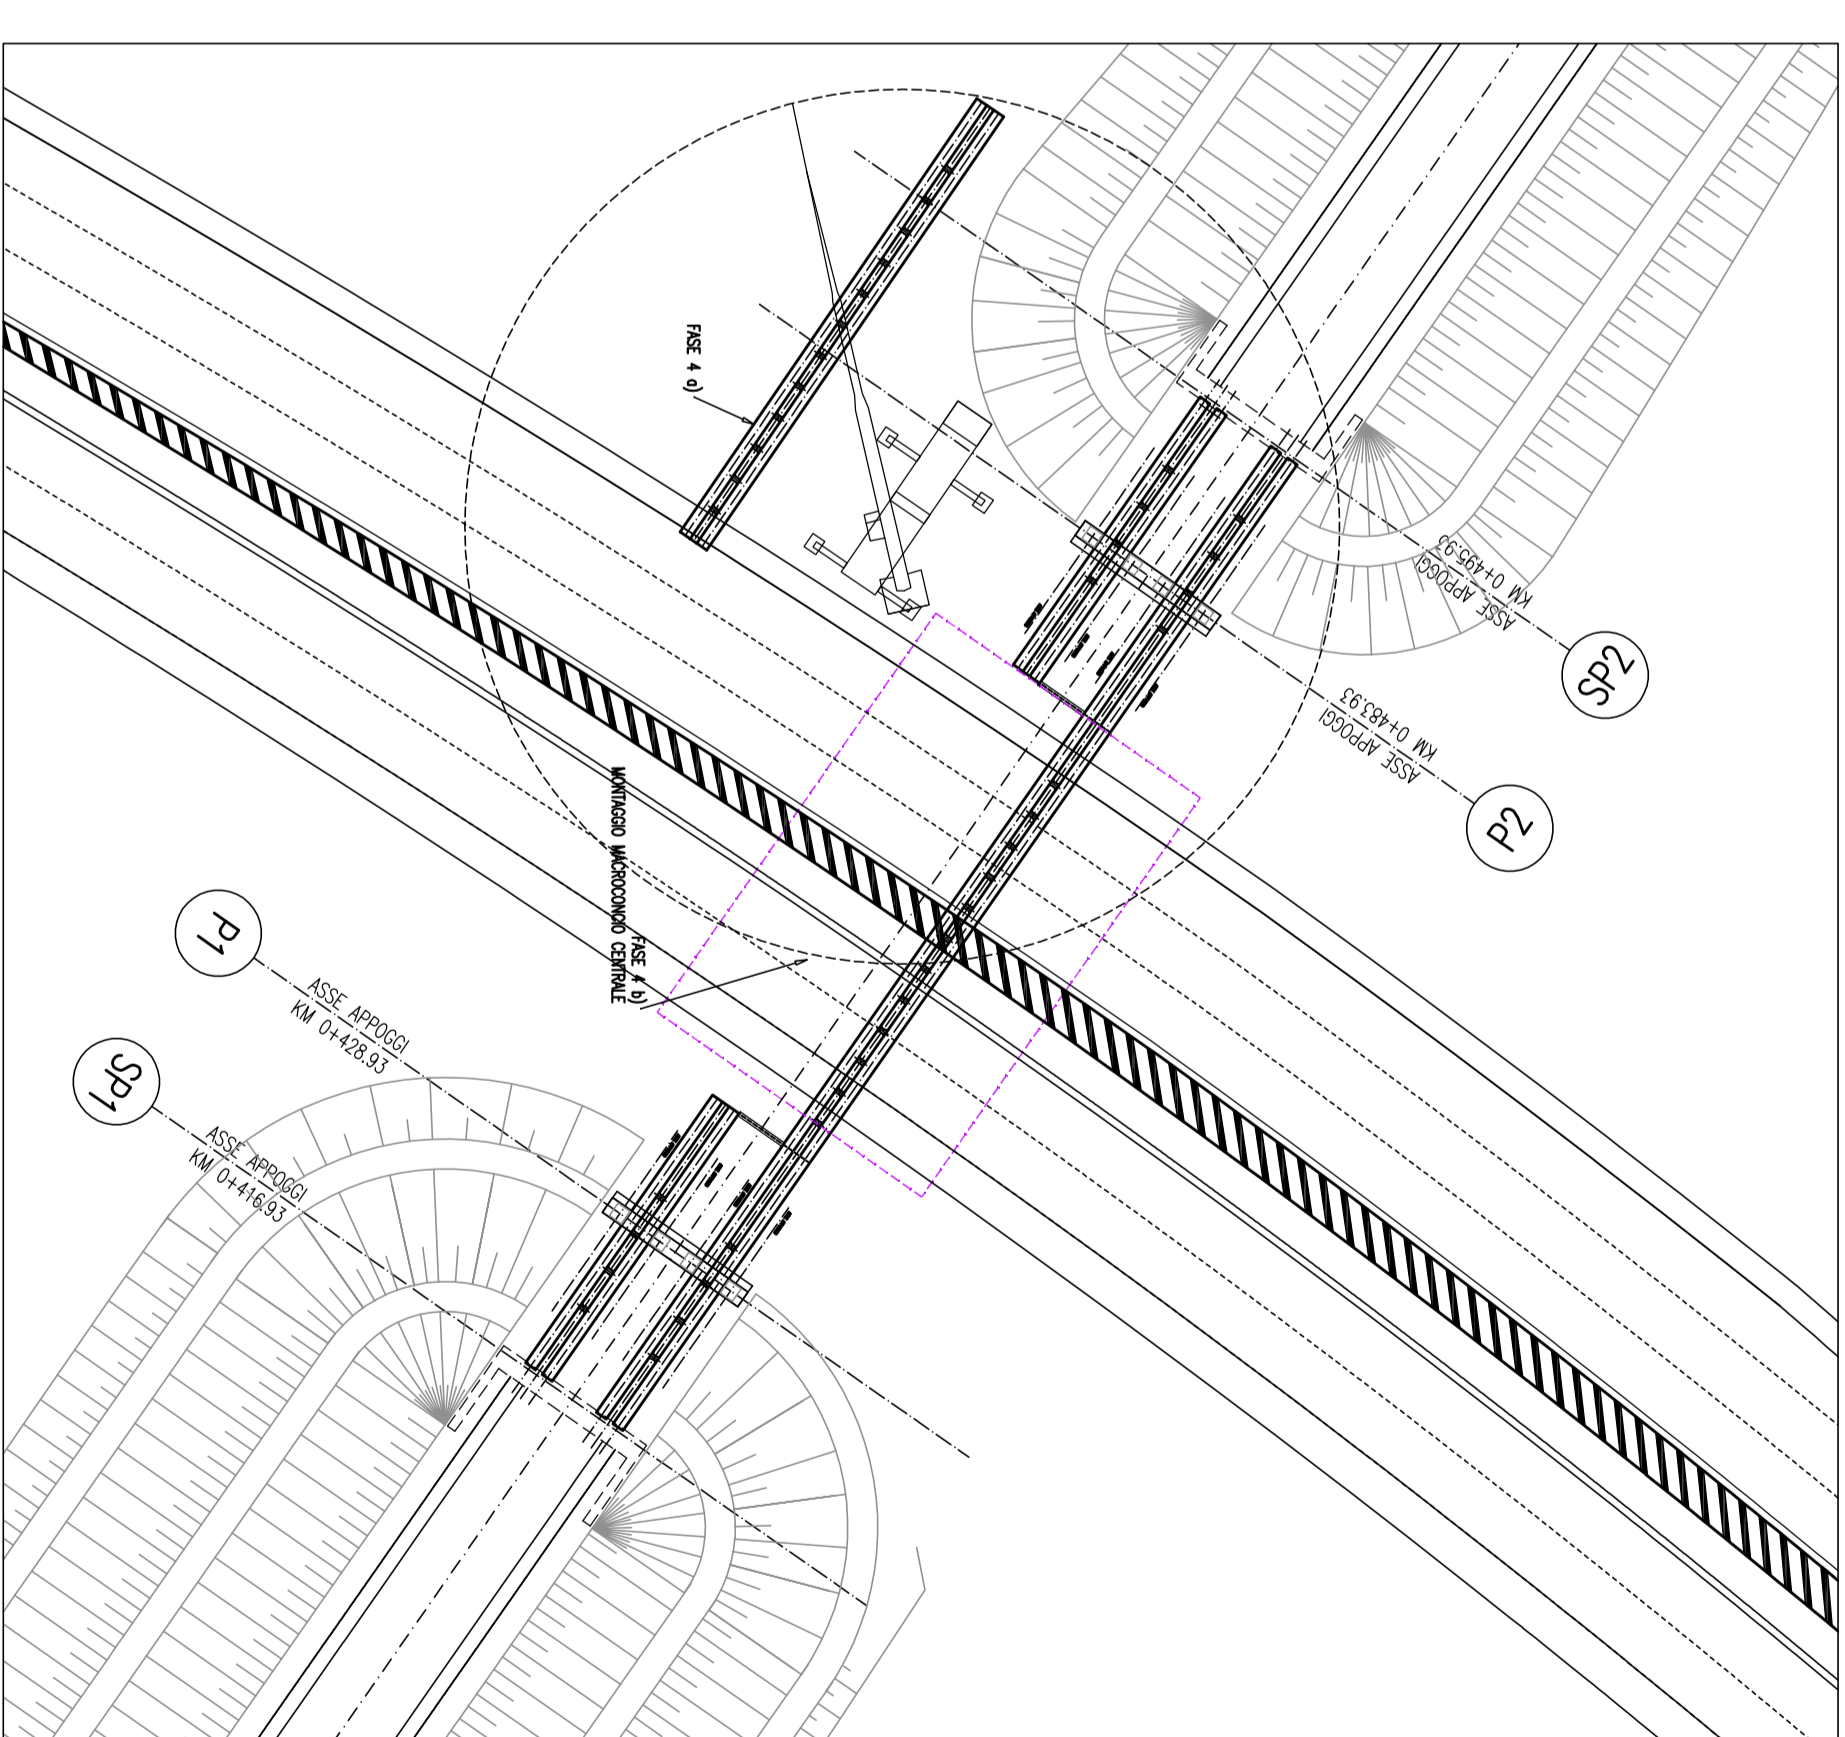 FASE 4 a)
ASSE APPOGGI
KM 0+495.93
SP2
ASSE APPOGGI
KM 0+483.93
P2
FASE 4 b)
MONTAGGIO MACROCONCIO CENTRALE
P1
ASSE APPOGGI
KM 0+428.93
SP1
ASSE APPOGGI
KM 0+416.93